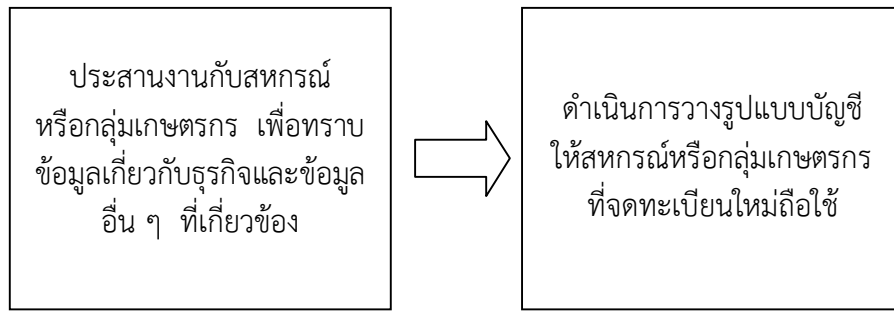 ประสานงานกับสหกรณ์
หรือกลุ่มเกษตรกร เพื่อทราบ
ข้อมูลเกี่ยวกับธุรกิจและข้อมูล
อื่น ๆ ที่เกี่ยวข้อง
ดำเนินการวางรูปแบบบัญชี
ให้สหกรณ์หรือกลุ่มเกษตรกร
ที่จดทะเบียนใหม่ถือใช้